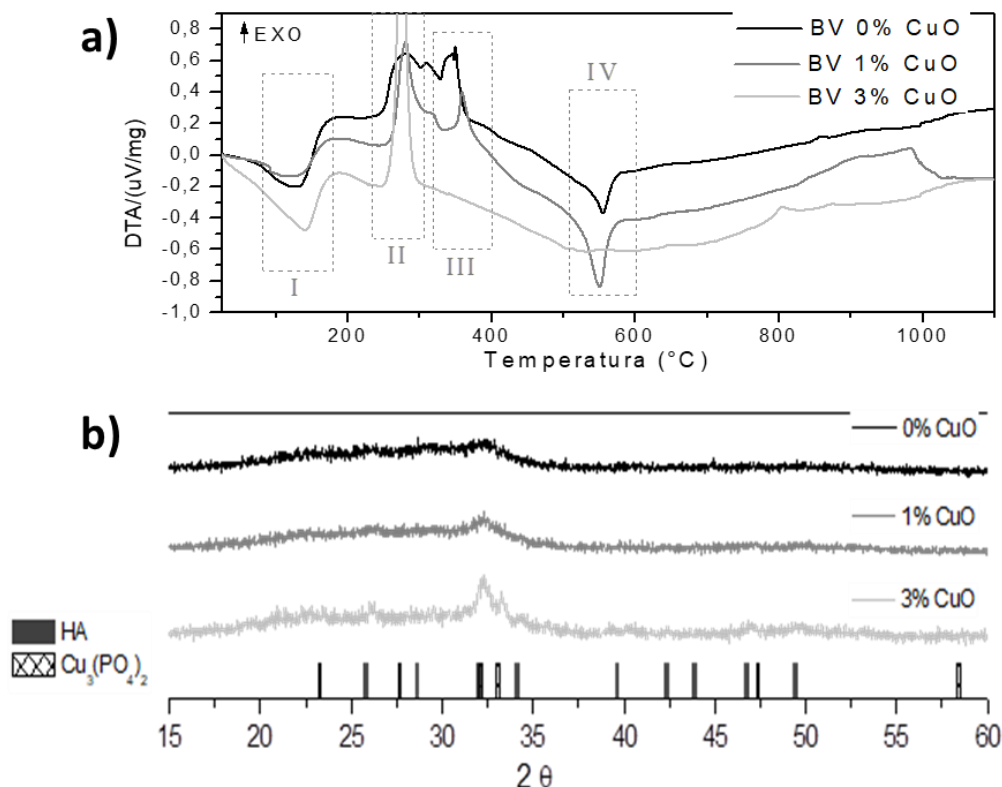 a)
EXO
BV 0% CuO
BV 1% CuO
BV 3% CuO
0,8
0,6
0,4
0,2
0,0
-0,2
-0,4
-0,6
-0,8
-1,0
DTA/(uV/mg)
I
II
III
IV
200 400 600 800 1000
Temperatura (°C)
b)
0% CuO
1% CuO
3% CuO
HA
Cu₃(PO₄)₂
15 20 25 30 35 40 45 50 55 60
2 θ